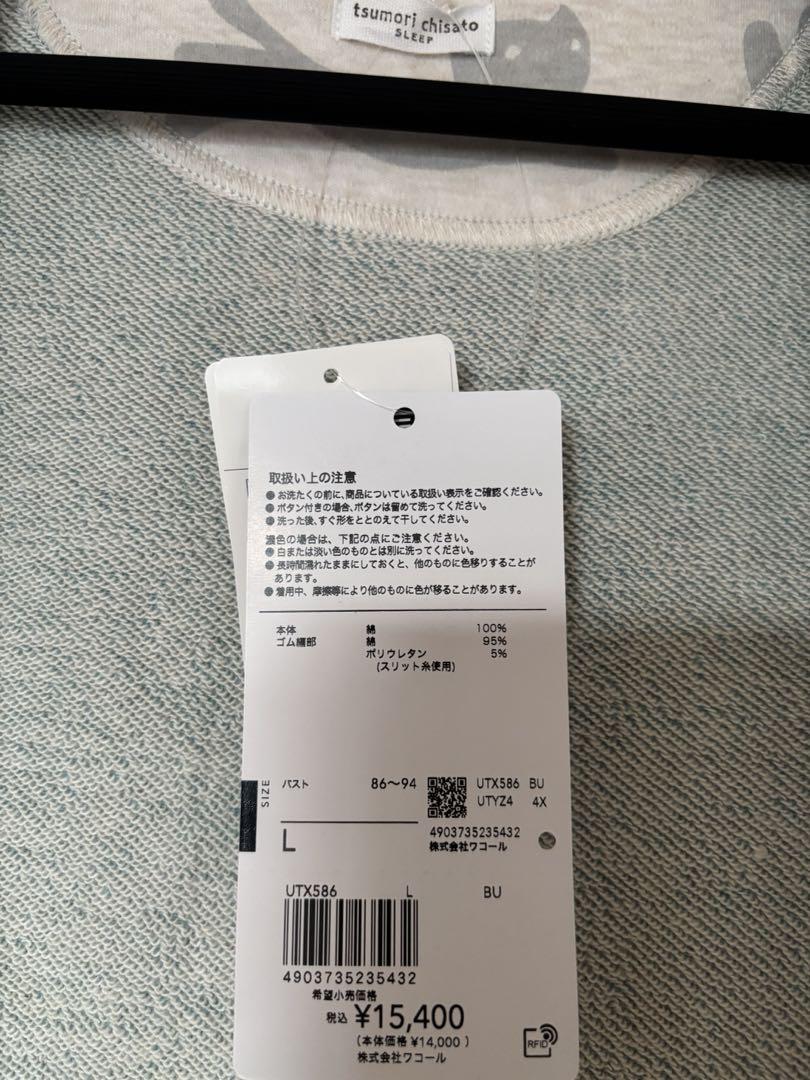 tsumori chisato
SLEEP
取扱い上の注意
●お洗たくの前に、商品についている取扱い表示をご確認ください。
●ボタン付きの場合、ボタンは留めて洗ってください。
●洗った後、すぐ形をととのえて干してください。
濃色の場合は、下記の点にご注意ください。
●白または淡い色のものとは別に洗ってください。
●長時間濡れたままにしておくと、他のものに色移りすることが
あります。
●着用中、摩擦等により他のものに色が移ることがあります。
本体 綿 100%
ゴム編部 綿 95%
ポリウレタン 5%
(スリット糸使用)
SIZE
バスト 86〜94
UTX586 BU
UTYZ4 4X
L
4903735235432
株式会社ワコール
UTX586 L BU
4903735235432
希望小売価格
税込 ¥15,400
(本体価格 ¥14,000)
株式会社ワコール
RFID